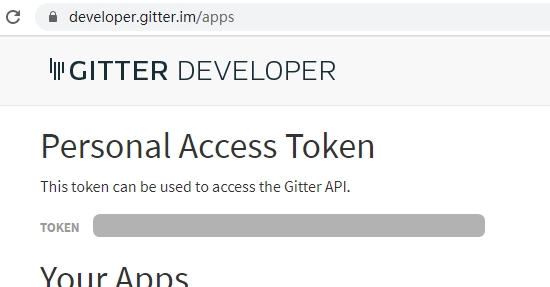 developer.gitter.im/apps
GITTER DEVELOPER
Personal Access Token
This token can be used to access the Gitter API.
TOKEN
Your Apps